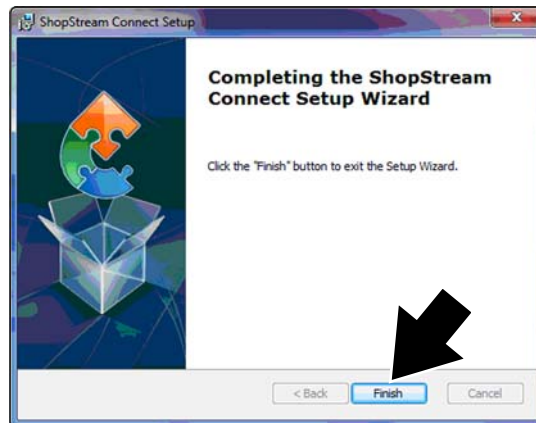 ShopStream Connect Setup
Completing the ShopStream
Connect Setup Wizard
Click the "Finish" button to exit the Setup Wizard.
< Back
Finish
Cancel